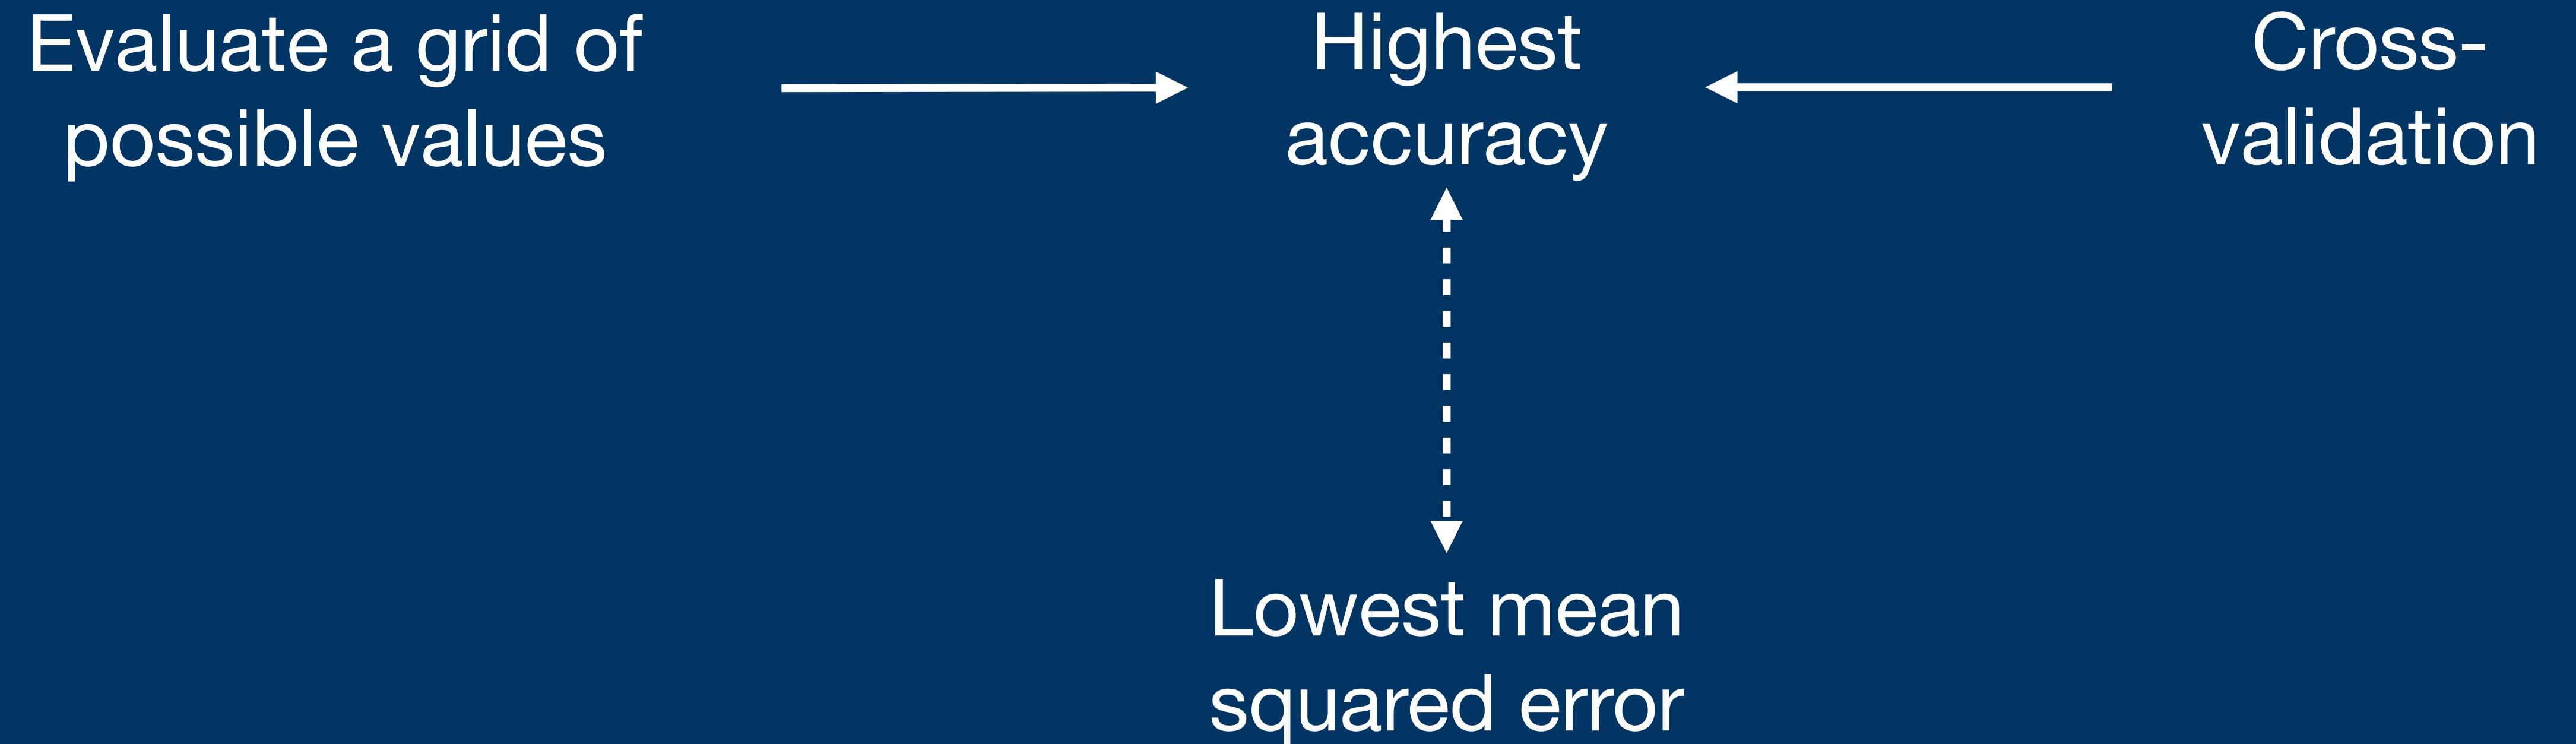 Evaluate a grid of
possible values
Highest
accuracy
Cross-
validation
Lowest mean
squared error